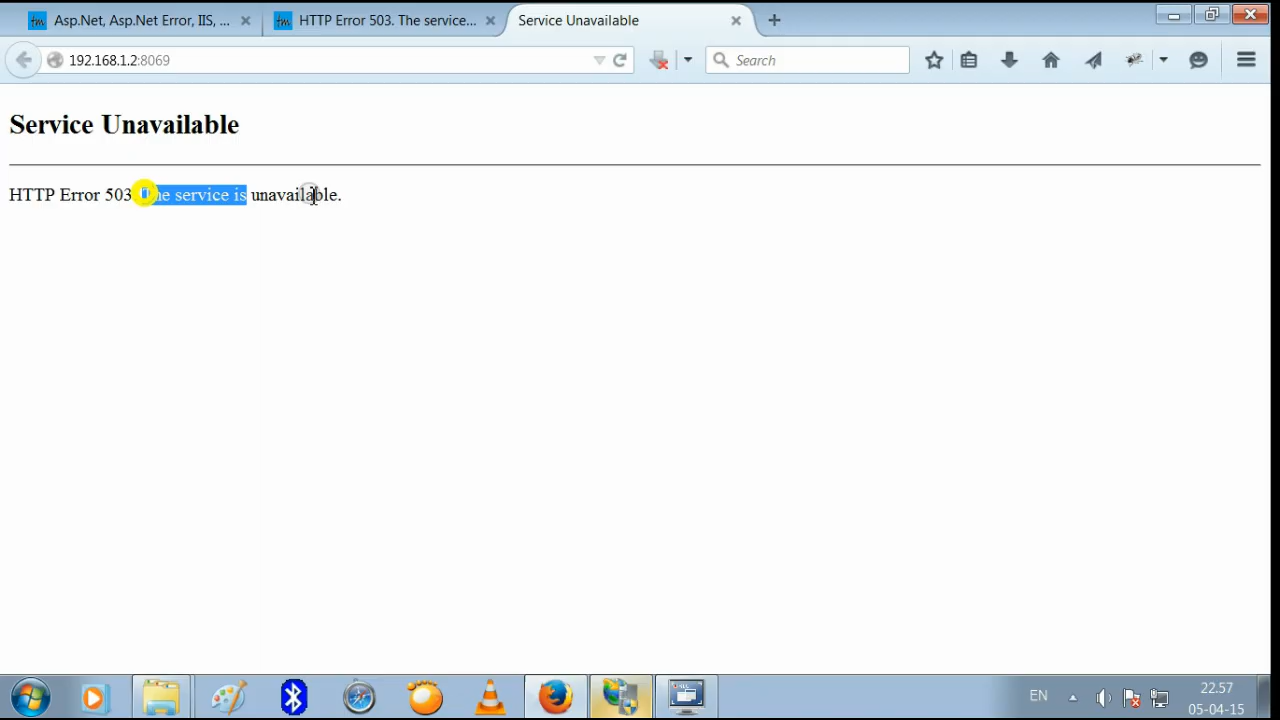 Asp.Net, Asp.Net Error, IIS, ...
HTTP Error 503. The service...
Service Unavailable
192.168.1.2:8069
Search
Service Unavailable
HTTP Error 503. The service is unavailable.
EN
22.57
05-04-15